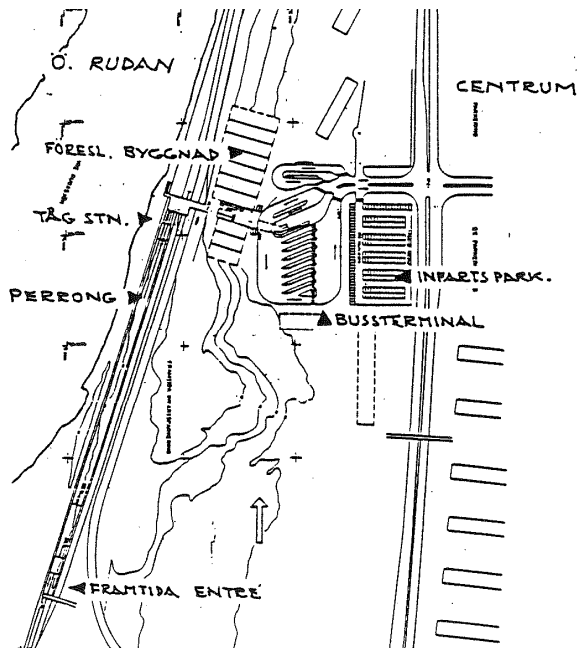 Ö. RUDAN
CENTRUM
FÖRESL. BYGGNAD
TÅG STN.
INFARTS PARK.
PERRONG
BUSSTERMINAL
FRAMTIDA ENTRÉ